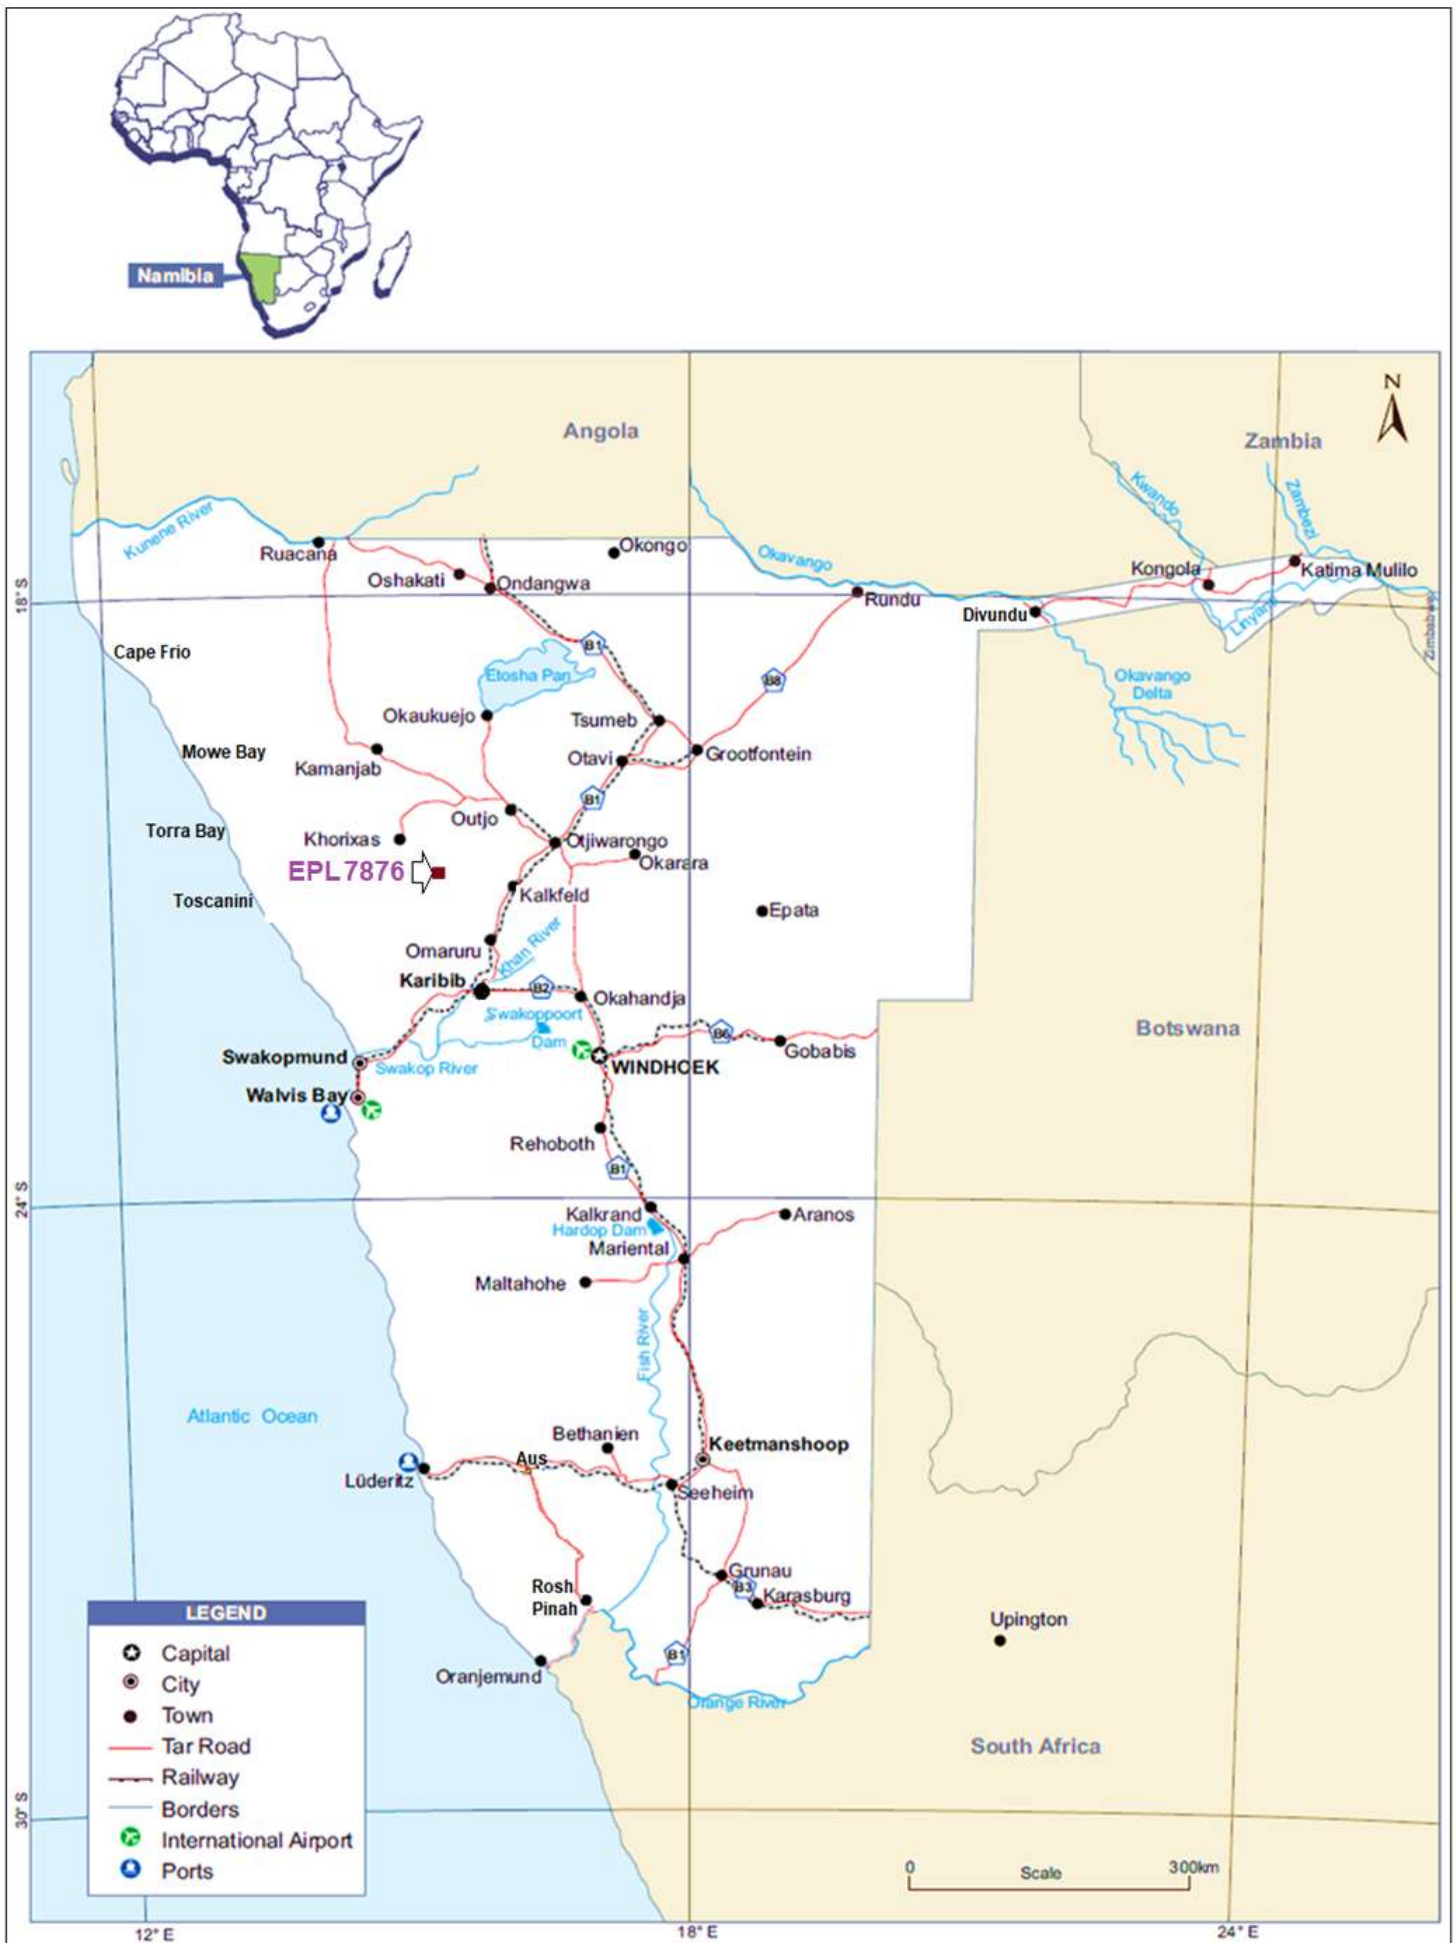 Namibia
N
Angola
Zambia
Kunene River
Ruacana
Okongo
Okavango
Kwando
Zambezi
Oshakati
Ondangwa
Kongola
Katima Mulilo
18° S
Rundu
Divundu
Linyani
Zimbabwe
Cape Frio
B1
Etosha Pan
B8
Okavango
Delta
Okaukuejo
Tsumeb
Mowe Bay
Kamanjab
Otavi
Grootfontein
B1
Outjo
Torra Bay
Khorixas
Otjiwarongo
Okarara
EPL7876
Kalkfeld
Toscanini
Epata
Omaruru
Khan River
Karibib
B2
Okahandja
Swakoppoort
Dam
B6
Botswana
Gobabis
Swakopmund
Swakop River
WINDHOEK
Walvis Bay
Rehoboth
B1
24° S
Kalkrand
Aranos
Hardop Dam
Mariental
Maltahohe
Fish River
Atlantic Ocean
Bethanien
Keetmanshoop
Aus
Lüderitz
Seeheim
Grunau
B3
Karasburg
Rosh
Pinah
Upington
B1
Oranjemund
Orange River
South Africa
LEGEND
Capital
City
Town
Tar Road
Railway
Borders
International Airport
Ports
30° S
0
Scale
300km
12° E
18° E
24° E